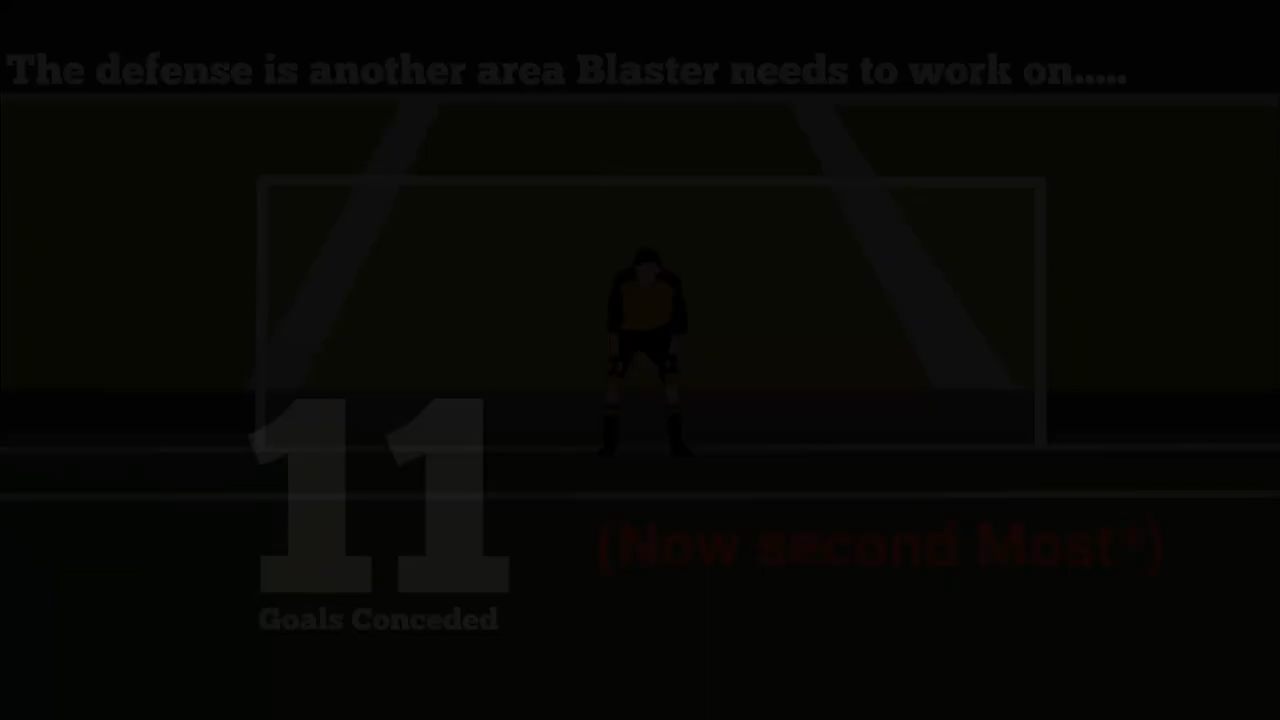 The defense is another area Blaster needs to work on.....
11
(Now second Most*)
Goals Conceded